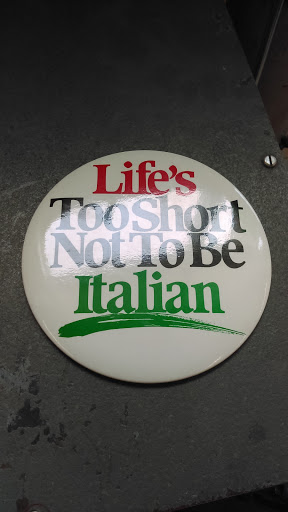 Life's
Too Short
Not To Be
Italian